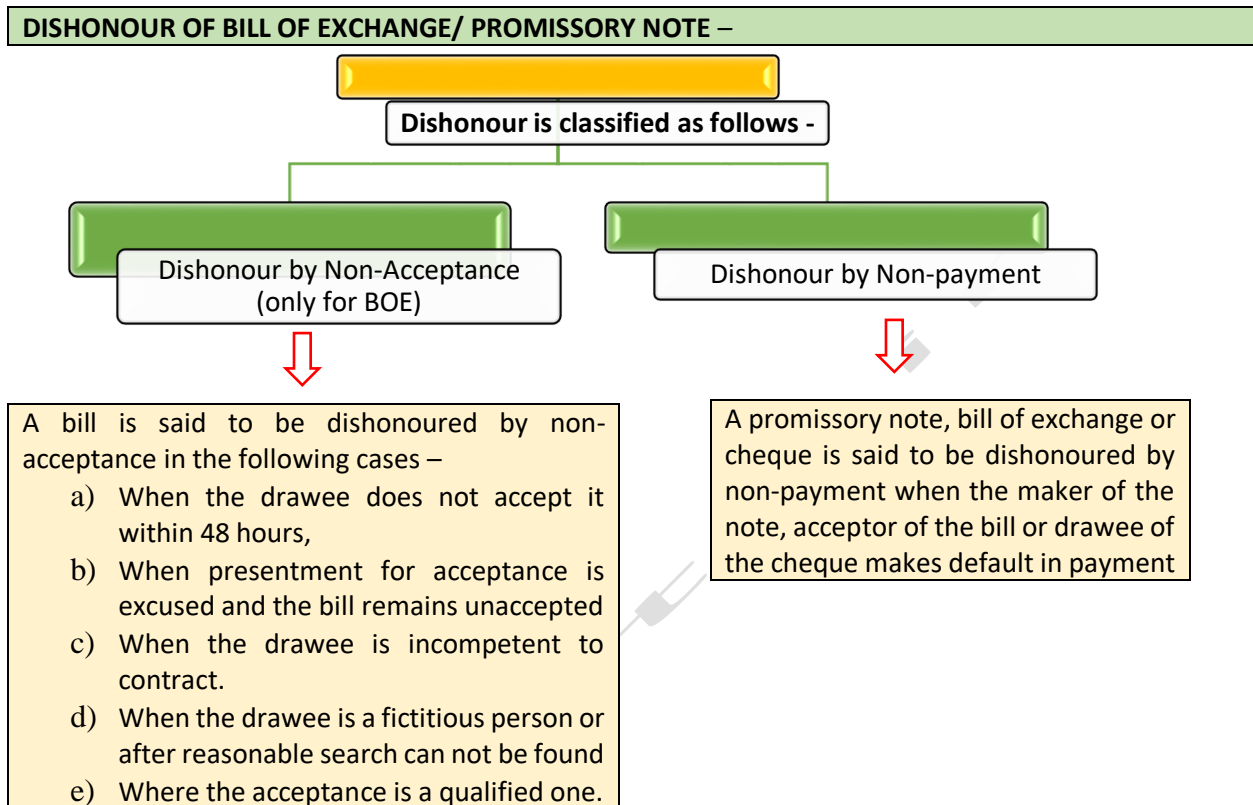 DISHONOUR OF BILL OF EXCHANGE/ PROMISSORY NOTE –
Dishonour is classified as follows -
Dishonour by Non-Acceptance
(only for BOE)
Dishonour by Non-payment
A bill is said to be dishonoured by non-
acceptance in the following cases –
a) When the drawee does not accept it
within 48 hours,
b) When presentment for acceptance is
excused and the bill remains unaccepted
c) When the drawee is incompetent to
contract.
d) When the drawee is a fictitious person or
after reasonable search can not be found
e) Where the acceptance is a qualified one.
A promissory note, bill of exchange or
cheque is said to be dishonoured by
non-payment when the maker of the
note, acceptor of the bill or drawee of
the cheque makes default in payment